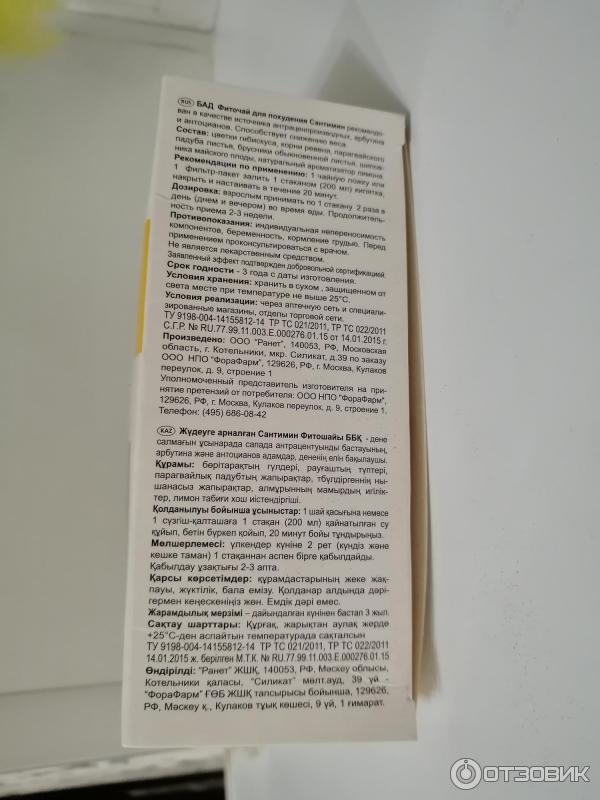 RUS БАД Фиточай для похудения Сантимин рекомендо-
ван в качестве источника антраценпроизводных, арбутина
и антоцианов. Способствует снижению веса.
Состав: цветки гибискуса, корни ревеня, парагвайского
падуба листья, брусники обыкновенной листья, шипов-
ника майского плоды, натуральный ароматизатор лимона.
Рекомендации по применению: 1 чайную ложку или
1 фильтр-пакет залить 1 стаканом (200 мл) кипятка,
накрыть и настаивать в течение 20 минут.
Дозировка: взрослым принимать по 1 стакану 2 раза в
день (днем и вечером) во время еды. Продолжитель-
ность приема 2-3 недели.
Противопоказания: индивидуальная непереносимость
компонентов, беременность, кормление грудью. Перед
применением проконсультироваться с врачом.
Не является лекарственным средством.
Заявленный эффект подтвержден добровольной сертификацией.
Срок годности - 3 года с даты изготовления.
Условия хранения: хранить в сухом , защищенном от
света месте при температуре не выше 25°С.
Условия реализации: через аптечную сеть и специали-
зированные магазины, отделы торговой сети.
ТУ 9198-004-14155812-14 ТР ТС 021/2011, ТР ТС 022/2011
С.Г.Р. № RU.77.99.11.003.Е.000276.01.15 от 14.01.2015 г.
Произведено: ООО "Ранет", 140053, РФ, Московская
область, г. Котельники, мкр. Силикат, д.39 по заказу
ООО НПО "ФораФарм", 129626, РФ, г. Москва, Кулаков
переулок, д. 9, строение 1
Уполномоченный представитель изготовителя на при-
нятие претензий от потребителя: ООО НПО "ФораФарм",
129626, РФ, г. Москва, Кулаков переулок, д. 9, строение 1.
Телефон: (495) 686-08-42
KAZ Жүдеуге арналған Сантимин Фитошайы ББҚ - дене
салмағын ұсынарада сапада антрацентуынды бастауының,
арбутина және антоцианов адамдар, дененің елін бақылаушы.
Құрамы: берітарақтың гүлдері, рауғаштың түптері,
парагвайлық падубтың жапырақтар, тбүлдіргеннің ны-
шанасыз жапырақтар, алмұрынның мамырдың игілік-
тер, лимон табиғи хош иістендіргіші.
Қолданылуы бойынша ұсыныстар: 1 шай қасығына немесе
1 сүзгіш-қалташаға 1 стақан (200 мл) қайнатылған су
құйып, бетін бүркеп қойып, 20 минут бойы тұндырыңыз.
Мөлшерлемесі: үлкендер күніне 2 рет (күндіз және
кешке таман) 1 стақаннан аспен бірге қабылдайды.
Қабылдау ұзақтығы 2-3 апта.
Қарсы көрсетімдер: құрамдастарының жеке жақ-
пауы, жүктілік, бала емізу. Қолданар алдында дәрі-
гермен кеңескеніңіз жөн. Емдік дәрі емес.
Жарамдылық мерзімі – дайындалған күнінен бастап 3 жыл.
Сақтау шарттары: Құрғақ, жарықтан аулақ жерде
+25°С-ден аспайтын температурада сақталсын
ТУ 9198-004-14155812-14 ТР ТС 021/2011, ТР ТС 022/2011
14.01.2015 ж. берілген М.Т.К. № RU.77.99.11.003.Е.000276.01.15
Өндірілді: "Ранет" ЖШҚ, 140053, РФ, Мәскеу облысы,
Котельники қаласы, "Силикат" мөлт.ауд, 39 үй -
"ФораФарм" ҒӨБ ЖШҚ тапсырысы бойынша, 129626,
РФ, Мәскеу қ., Кулаков тұық көшесі, 9 үй, 1 ғимарат.
ОТЗОВИК